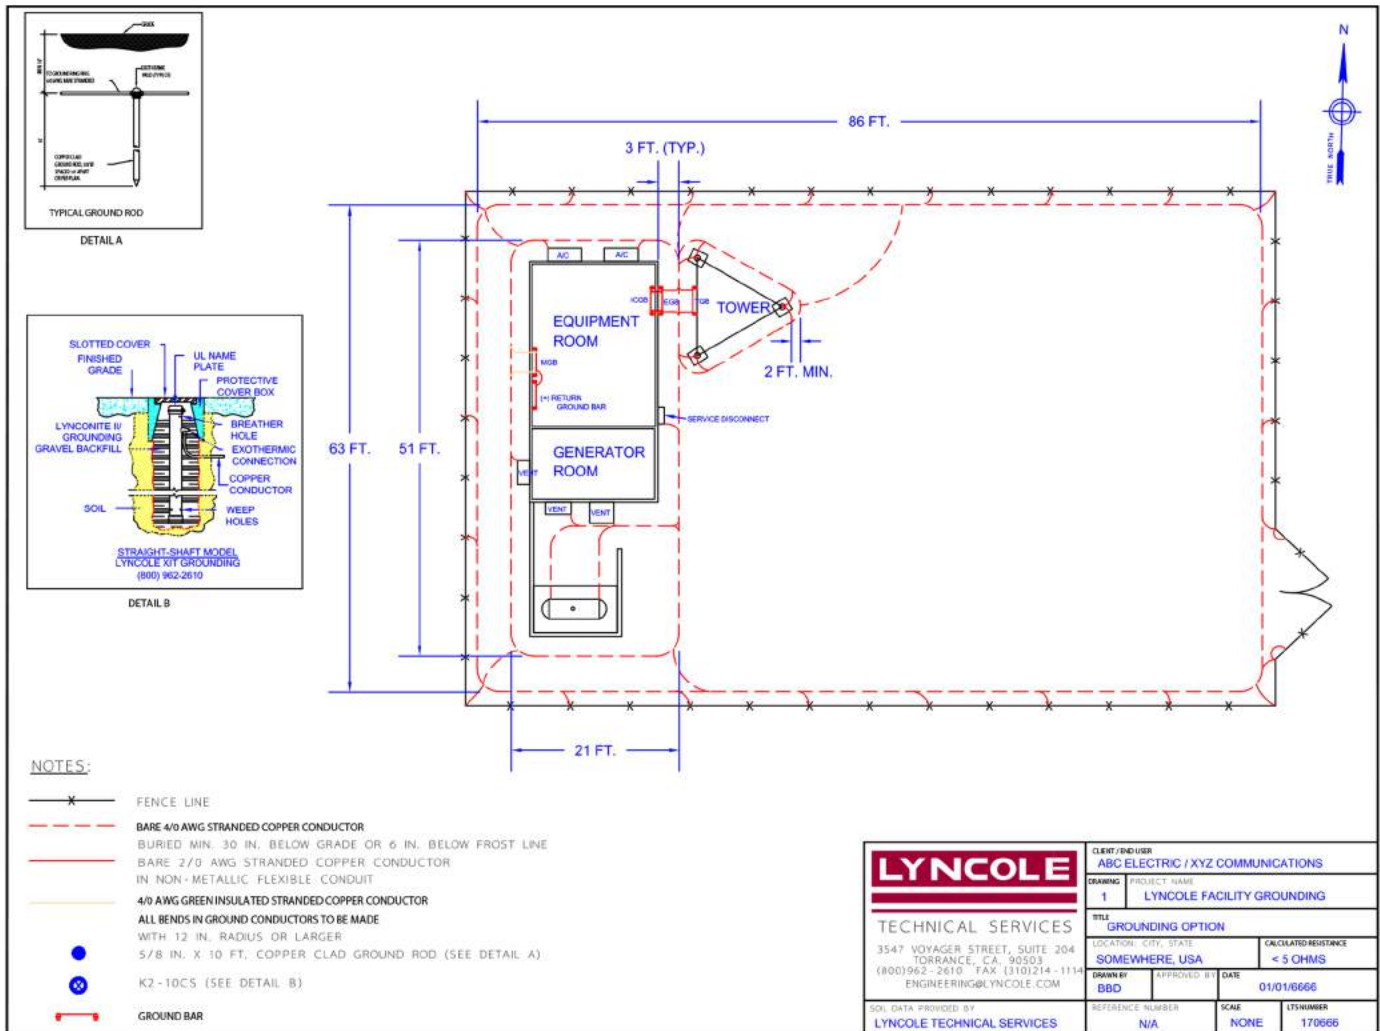 GRADE
TYPICAL GROUND ROD
DETAIL A
SLOTTED COVER
FINISHED
GRADE
UL NAME
PLATE
PROTECTIVE
COVER BOX
LYNCONITE II/
GROUNDING
GRAVEL BACKFILL
BREATHER
HOLE
EXOTHERMIC
CONNECTION
COPPER
CONDUCTOR
SOIL
WEEP
HOLES
STRAIGHT-SHAFT MODEL
LYNCOLE XIT GROUNDING
(800) 962-2610
DETAIL B
N
TRUE NORTH
86 FT.
3 FT. (TYP.)
63 FT.
51 FT.
21 FT.
2 FT. MIN.
A/C
A/C
EGB
TGB
TOWER
EQUIPMENT
ROOM
MGB
(+) RETURN
GROUND BAR
SERVICE DISCONNECT
GENERATOR
ROOM
VENT
VENT
VENT
NOTES:
FENCE LINE
BARE 4/0 AWG STRANDED COPPER CONDUCTOR
BURIED MIN. 30 IN. BELOW GRADE OR 6 IN. BELOW FROST LINE
BARE 2/0 AWG STRANDED COPPER CONDUCTOR
IN NON-METALLIC FLEXIBLE CONDUIT
4/0 AWG GREEN INSULATED STRANDED COPPER CONDUCTOR
ALL BENDS IN GROUND CONDUCTORS TO BE MADE
WITH 12 IN. RADIUS OR LARGER
5/8 IN. X 10 FT. COPPER CLAD GROUND ROD (SEE DETAIL A)
K2-10CS (SEE DETAIL B)
GROUND BAR
LYNCOLE
TECHNICAL SERVICES
3547 VOYAGER STREET, SUITE 204
TORRANCE, CA. 90503
(800)962-2610 FAX (310)214-1114
ENGINEERING@LYNCOLE.COM
SOIL DATA PROVIDED BY
LYNCOLE TECHNICAL SERVICES
CLIENT / END USER
ABC ELECTRIC / XYZ COMMUNICATIONS
DRAWING
1
PROJECT NAME
LYNCOLE FACILITY GROUNDING
TITLE
GROUNDING OPTION
LOCATION: CITY, STATE
SOMEWHERE, USA
CALCULATED RESISTANCE
< 5 OHMS
DRAWN BY
BBD
APPROVED BY
DATE
01/01/6666
REFERENCE NUMBER
N/A
SCALE
NONE
LTS NUMBER
170666